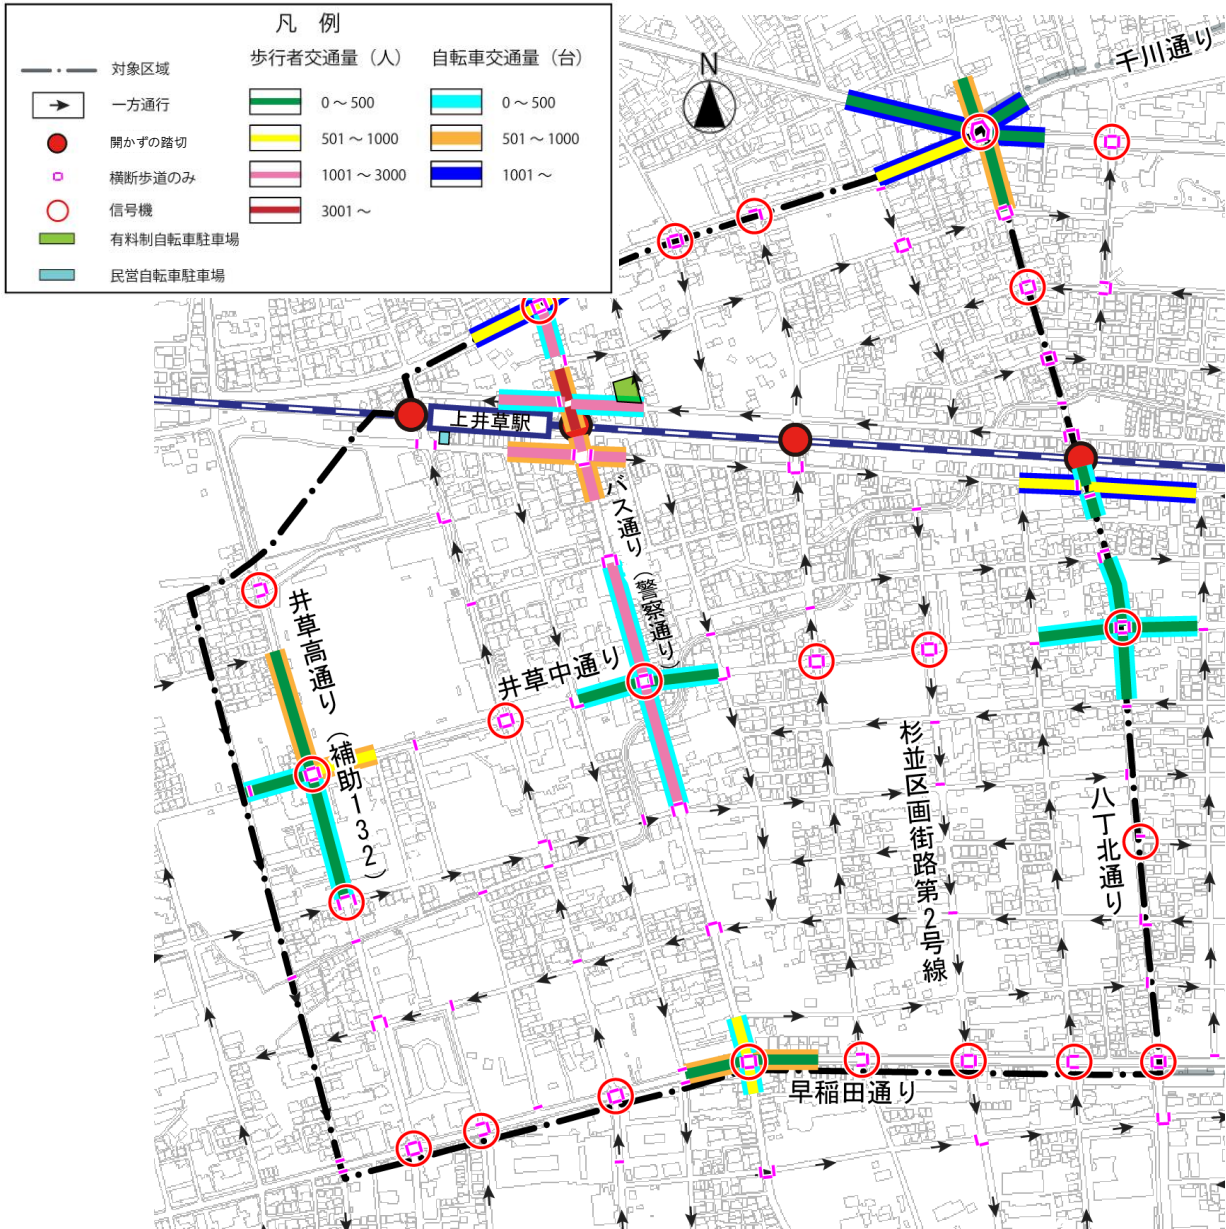 凡 例
歩行者交通量（人）
自転車交通量（台）
対象区域
0～500
0～500
一方通行
501～1000
501～1000
開かずの踏切
1001～3000
1001～
横断歩道のみ
3001～
信号機
有料制自転車駐車場
民営自転車駐車場
N
千川通り
上井草駅
バス通り（警察通り）
井草高通り（補助132）
井草中通り
杉並区画街路第2号線
八丁北通り
早稲田通り